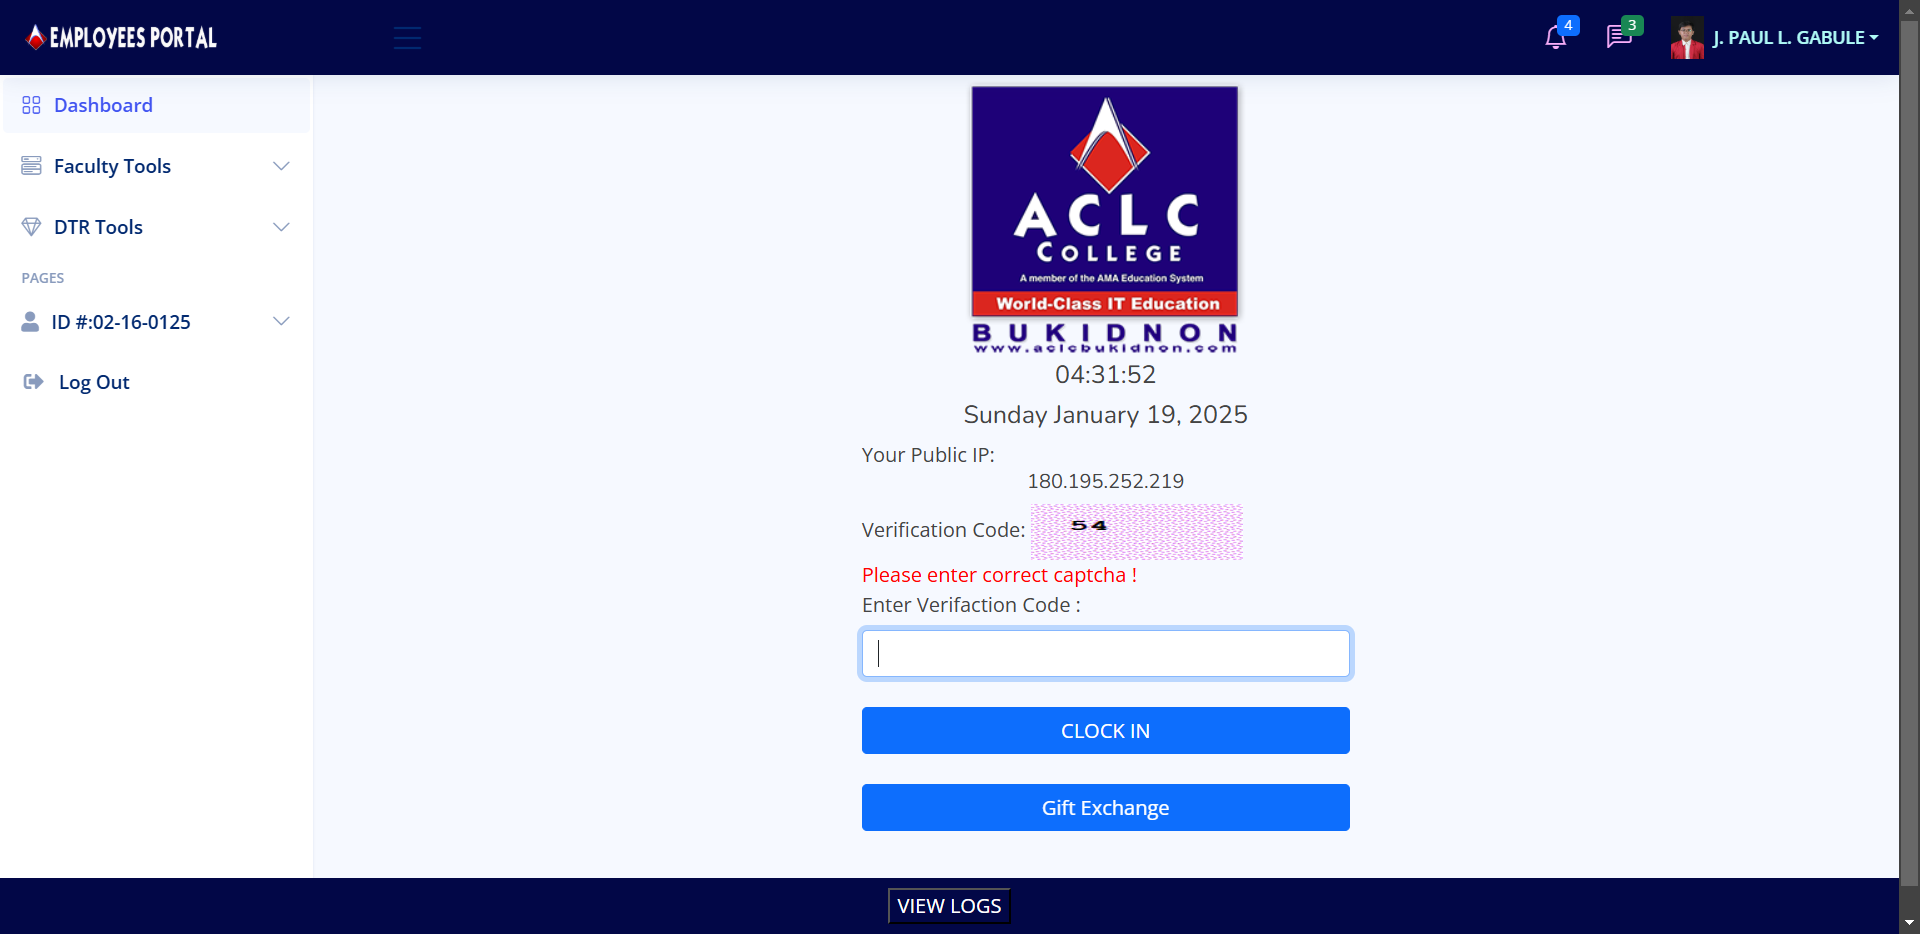 EMPLOYEES PORTAL
4
3
J. PAUL L. GABULE
Dashboard
Faculty Tools
DTR Tools
PAGES
ID #:02-16-0125
Log Out
ACLC
COLLEGE
A member of the AMA Education System
World-Class IT Education
BUKIDNON
www.aclcbukidnon.com
04:31:52
Sunday January 19, 2025
Your Public IP:
180.195.252.219
Verification Code: 54
Please enter correct captcha !
Enter Verifaction Code :
CLOCK IN
Gift Exchange
VIEW LOGS